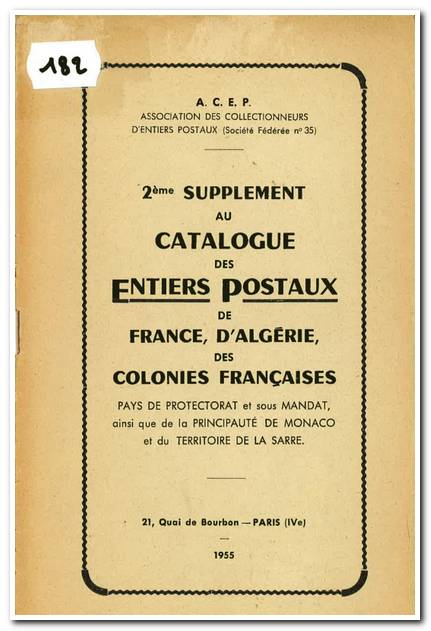 182
A. C. E. P.
ASSOCIATION DES COLLECTIONNEURS
D'ENTIERS POSTAUX (Société Fédérée nº 35)
2ème SUPPLEMENT
AU
CATALOGUE
DES
ENTIERS POSTAUX
DE
FRANCE, D'ALGÉRIE,
DES
COLONIES FRANÇAISES
PAYS DE PROTECTORAT et sous MANDAT,
ainsi que de la PRINCIPAUTÉ DE MONACO
et du TERRITOIRE DE LA SARRE.
21, Quai de Bourbon — PARIS (IVe)
1955